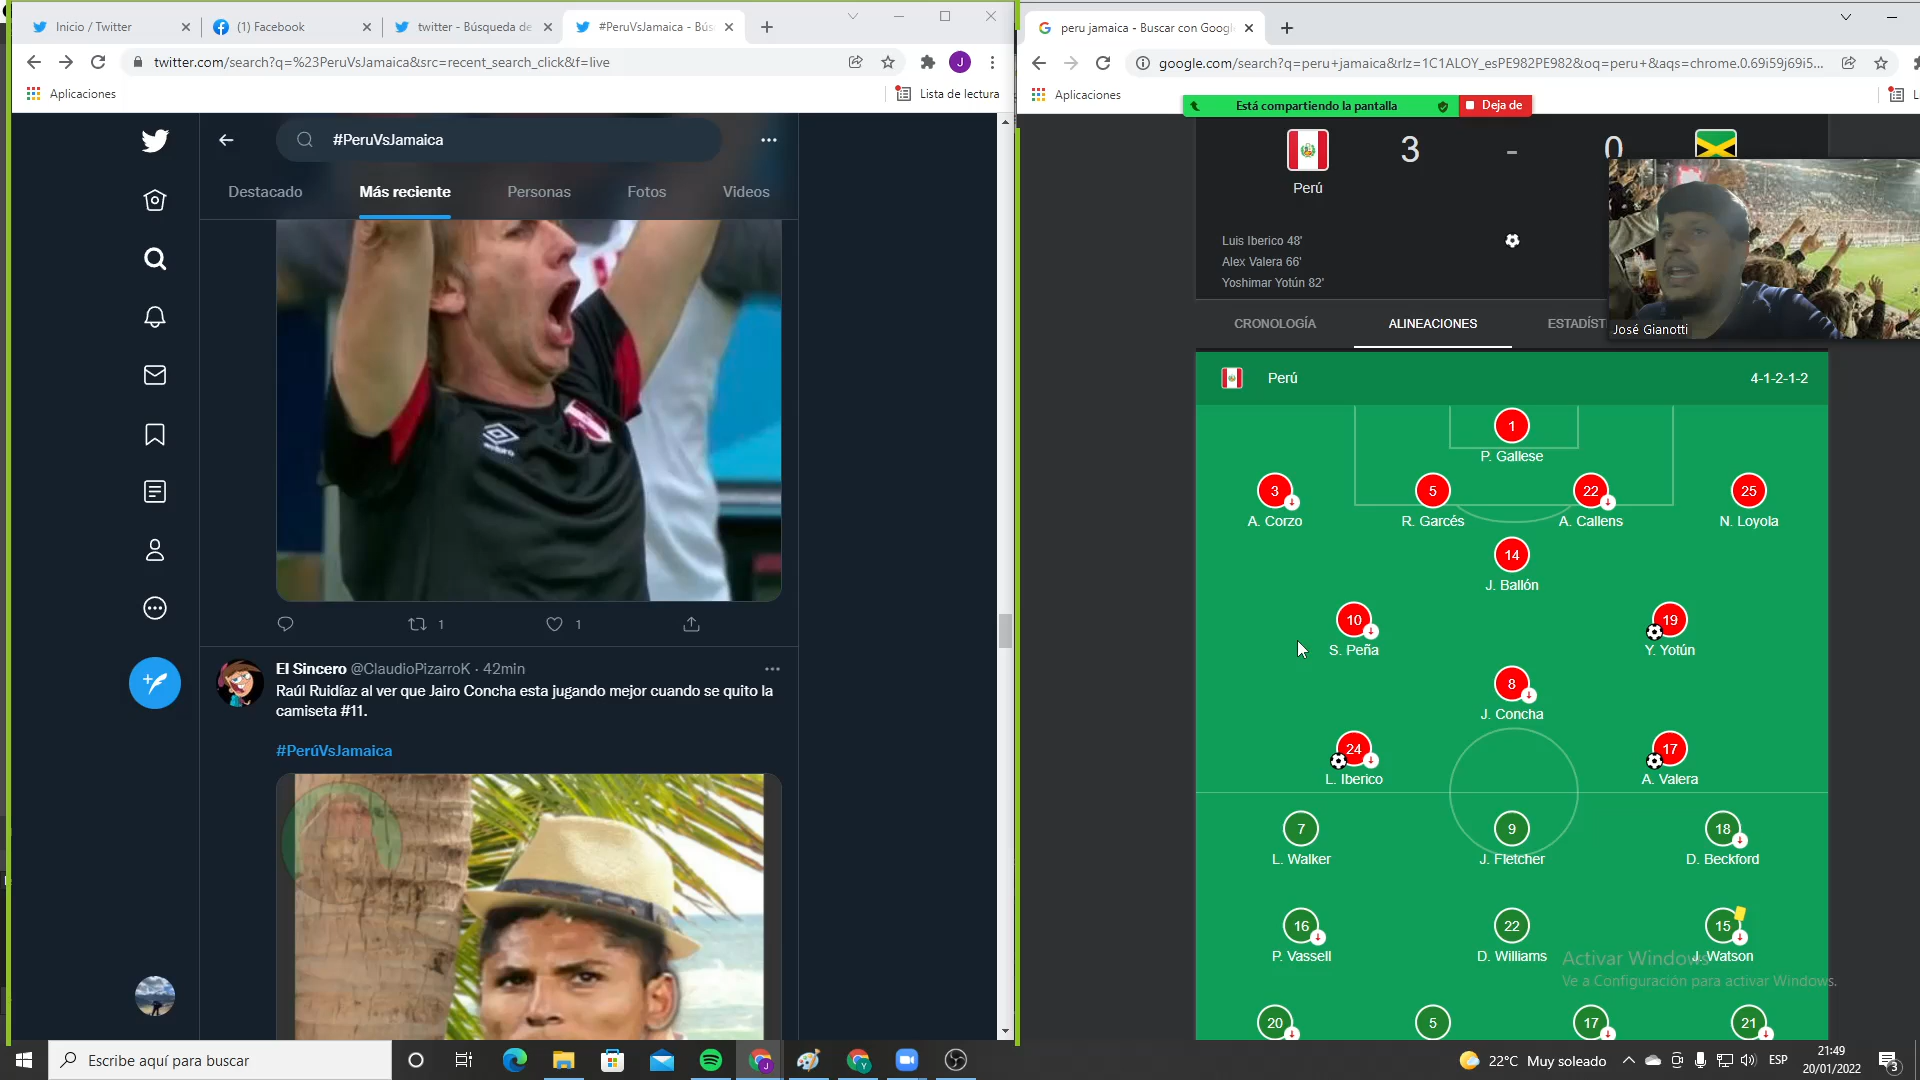 Inicio / Twitter
(1) Facebook
twitter - Búsqueda de
#PeruVsJamaica - Bús
twitter.com/search?q=%23PeruVsJamaica&src=recent_search_click&f=live
J
Aplicaciones
Lista de lectura
#PeruVsJamaica
Destacado
Más reciente
Personas
Fotos
Videos
umbro
1
1
El Sincero @ClaudioPizarroK · 42min
Raúl Ruidíaz al ver que Jairo Concha esta jugando mejor cuando se quito la
camiseta #11.
#PerúVsJamaica
peru jamaica - Buscar con Googl
google.com/search?q=peru+jamaica&rlz=1C1ALOY_esPE982PE982&oq=peru+&aqs=chrome.0.69i59j69i5...
Aplicaciones
Está compartiendo la pantalla
Deja de
3 - 0
Perú
Luis Iberico 48'
Alex Valera 66'
Yoshimar Yotún 82'
José Gianotti
CRONOLOGÍA
ALINEACIONES
ESTADÍST
Perú
4-1-2-1-2
1
P. Gallese
3 5 22 25
A. Corzo R. Garcés A. Callens N. Loyola
14
J. Ballón
10 19
S. Peña Y. Yotún
8
J. Concha
24 17
L. Iberico A. Valera
7 9 18
L. Walker J. Fletcher D. Beckford
16 22 15
P. Vassell D. Williams J. Watson
Activar Windows
Ve a Configuración para activar Windows.
20 5 17 21
Escribe aquí para buscar
22°C Muy soleado
ESP
21:49
20/01/2022
3